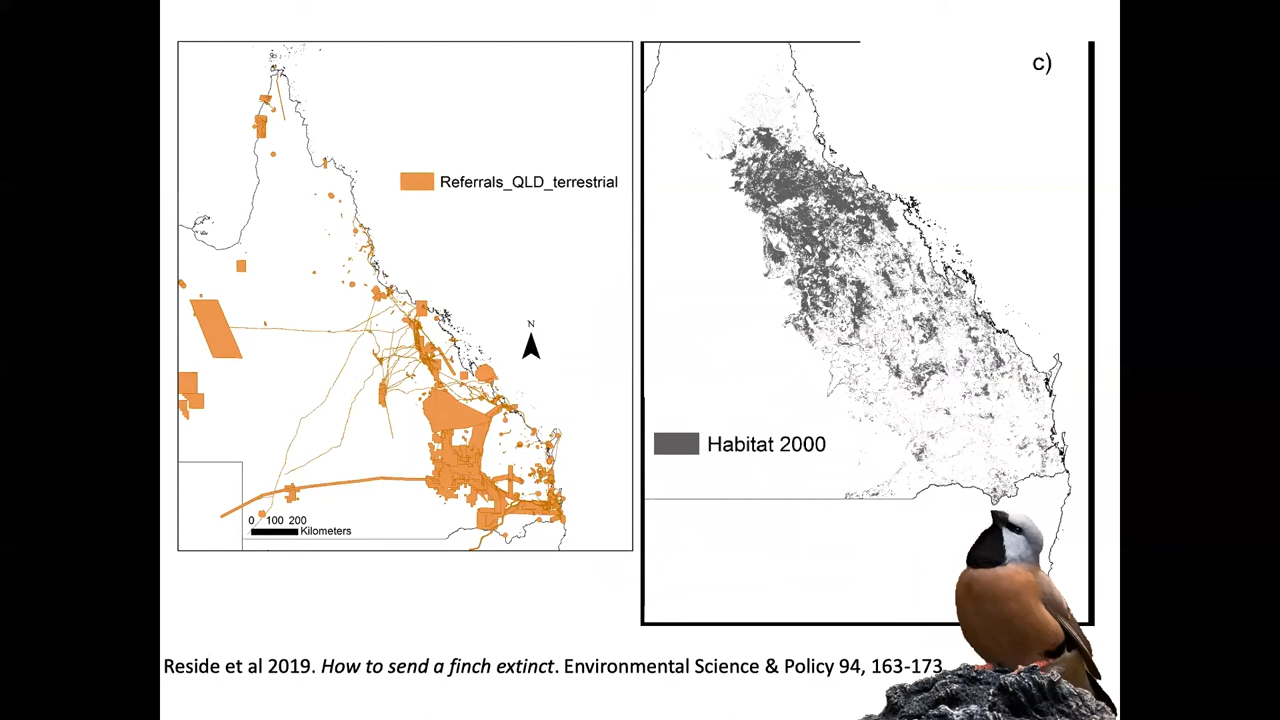 Referrals_QLD_terrestrial
N
0 100 200
Kilometers
c)
Habitat 2000
Reside et al 2019. How to send a finch extinct. Environmental Science & Policy 94, 163-173